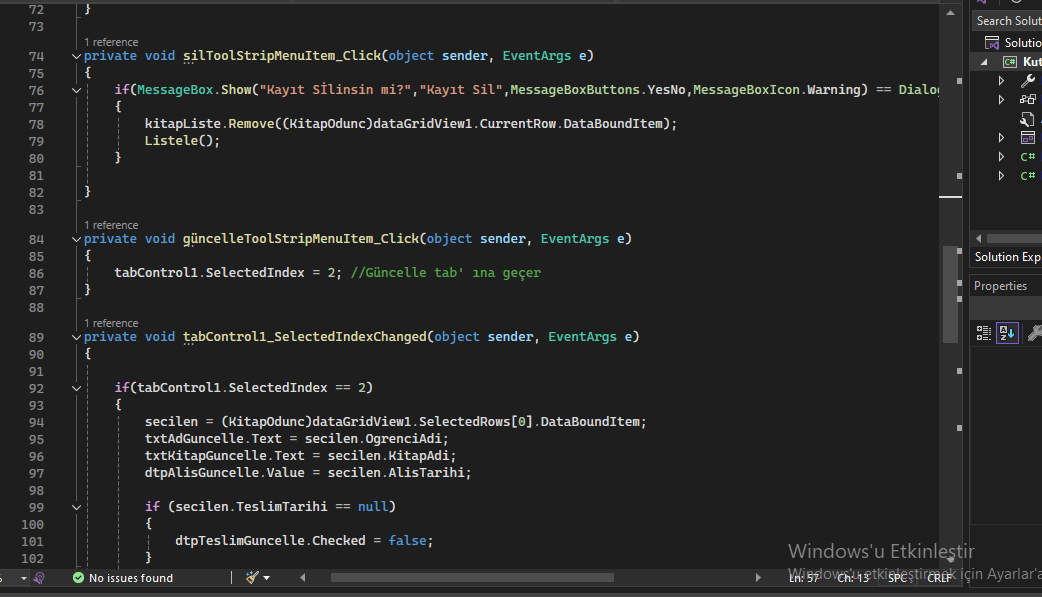 72 }
73
1 reference
74 private void silToolStripMenuItem_Click(object sender, EventArgs e)
75 {
76 if(MessageBox.Show("Kayıt Silinsin mi?","Kayıt Sil",MessageBoxButtons.YesNo,MessageBoxIcon.Warning) == Dialo
77 {
78 kitapListe.Remove((KitapOdunc)dataGridView1.CurrentRow.DataBoundItem);
79 Listele();
80 }
81
82 }
83
1 reference
84 private void güncelleToolStripMenuItem_Click(object sender, EventArgs e)
85 {
86 tabControl1.SelectedIndex = 2; //Güncelle tab' ına geçer
87 }
88
1 reference
89 private void tabControl1_SelectedIndexChanged(object sender, EventArgs e)
90 {
91
92 if(tabControl1.SelectedIndex == 2)
93 {
94 secilen = (KitapOdunc)dataGridView1.SelectedRows[0].DataBoundItem;
95 txtAdGuncelle.Text = secilen.OgrenciAdi;
96 txtKitapGuncelle.Text = secilen.KitapAdi;
97 dtpAlisGuncelle.Value = secilen.AlisTarihi;
98
99 if (secilen.TeslimTarihi == null)
100 {
101 dtpTeslimGuncelle.Checked = false;
102 }
No issues found
Ln: 57 Ch: 13 SPC CRLF
Search Solut
Solutio
C# Kut
C#
C#
Solution Exp
Properties
Windows'u Etkinleştir
Windows'u etkinleştirmek için Ayarlar'a